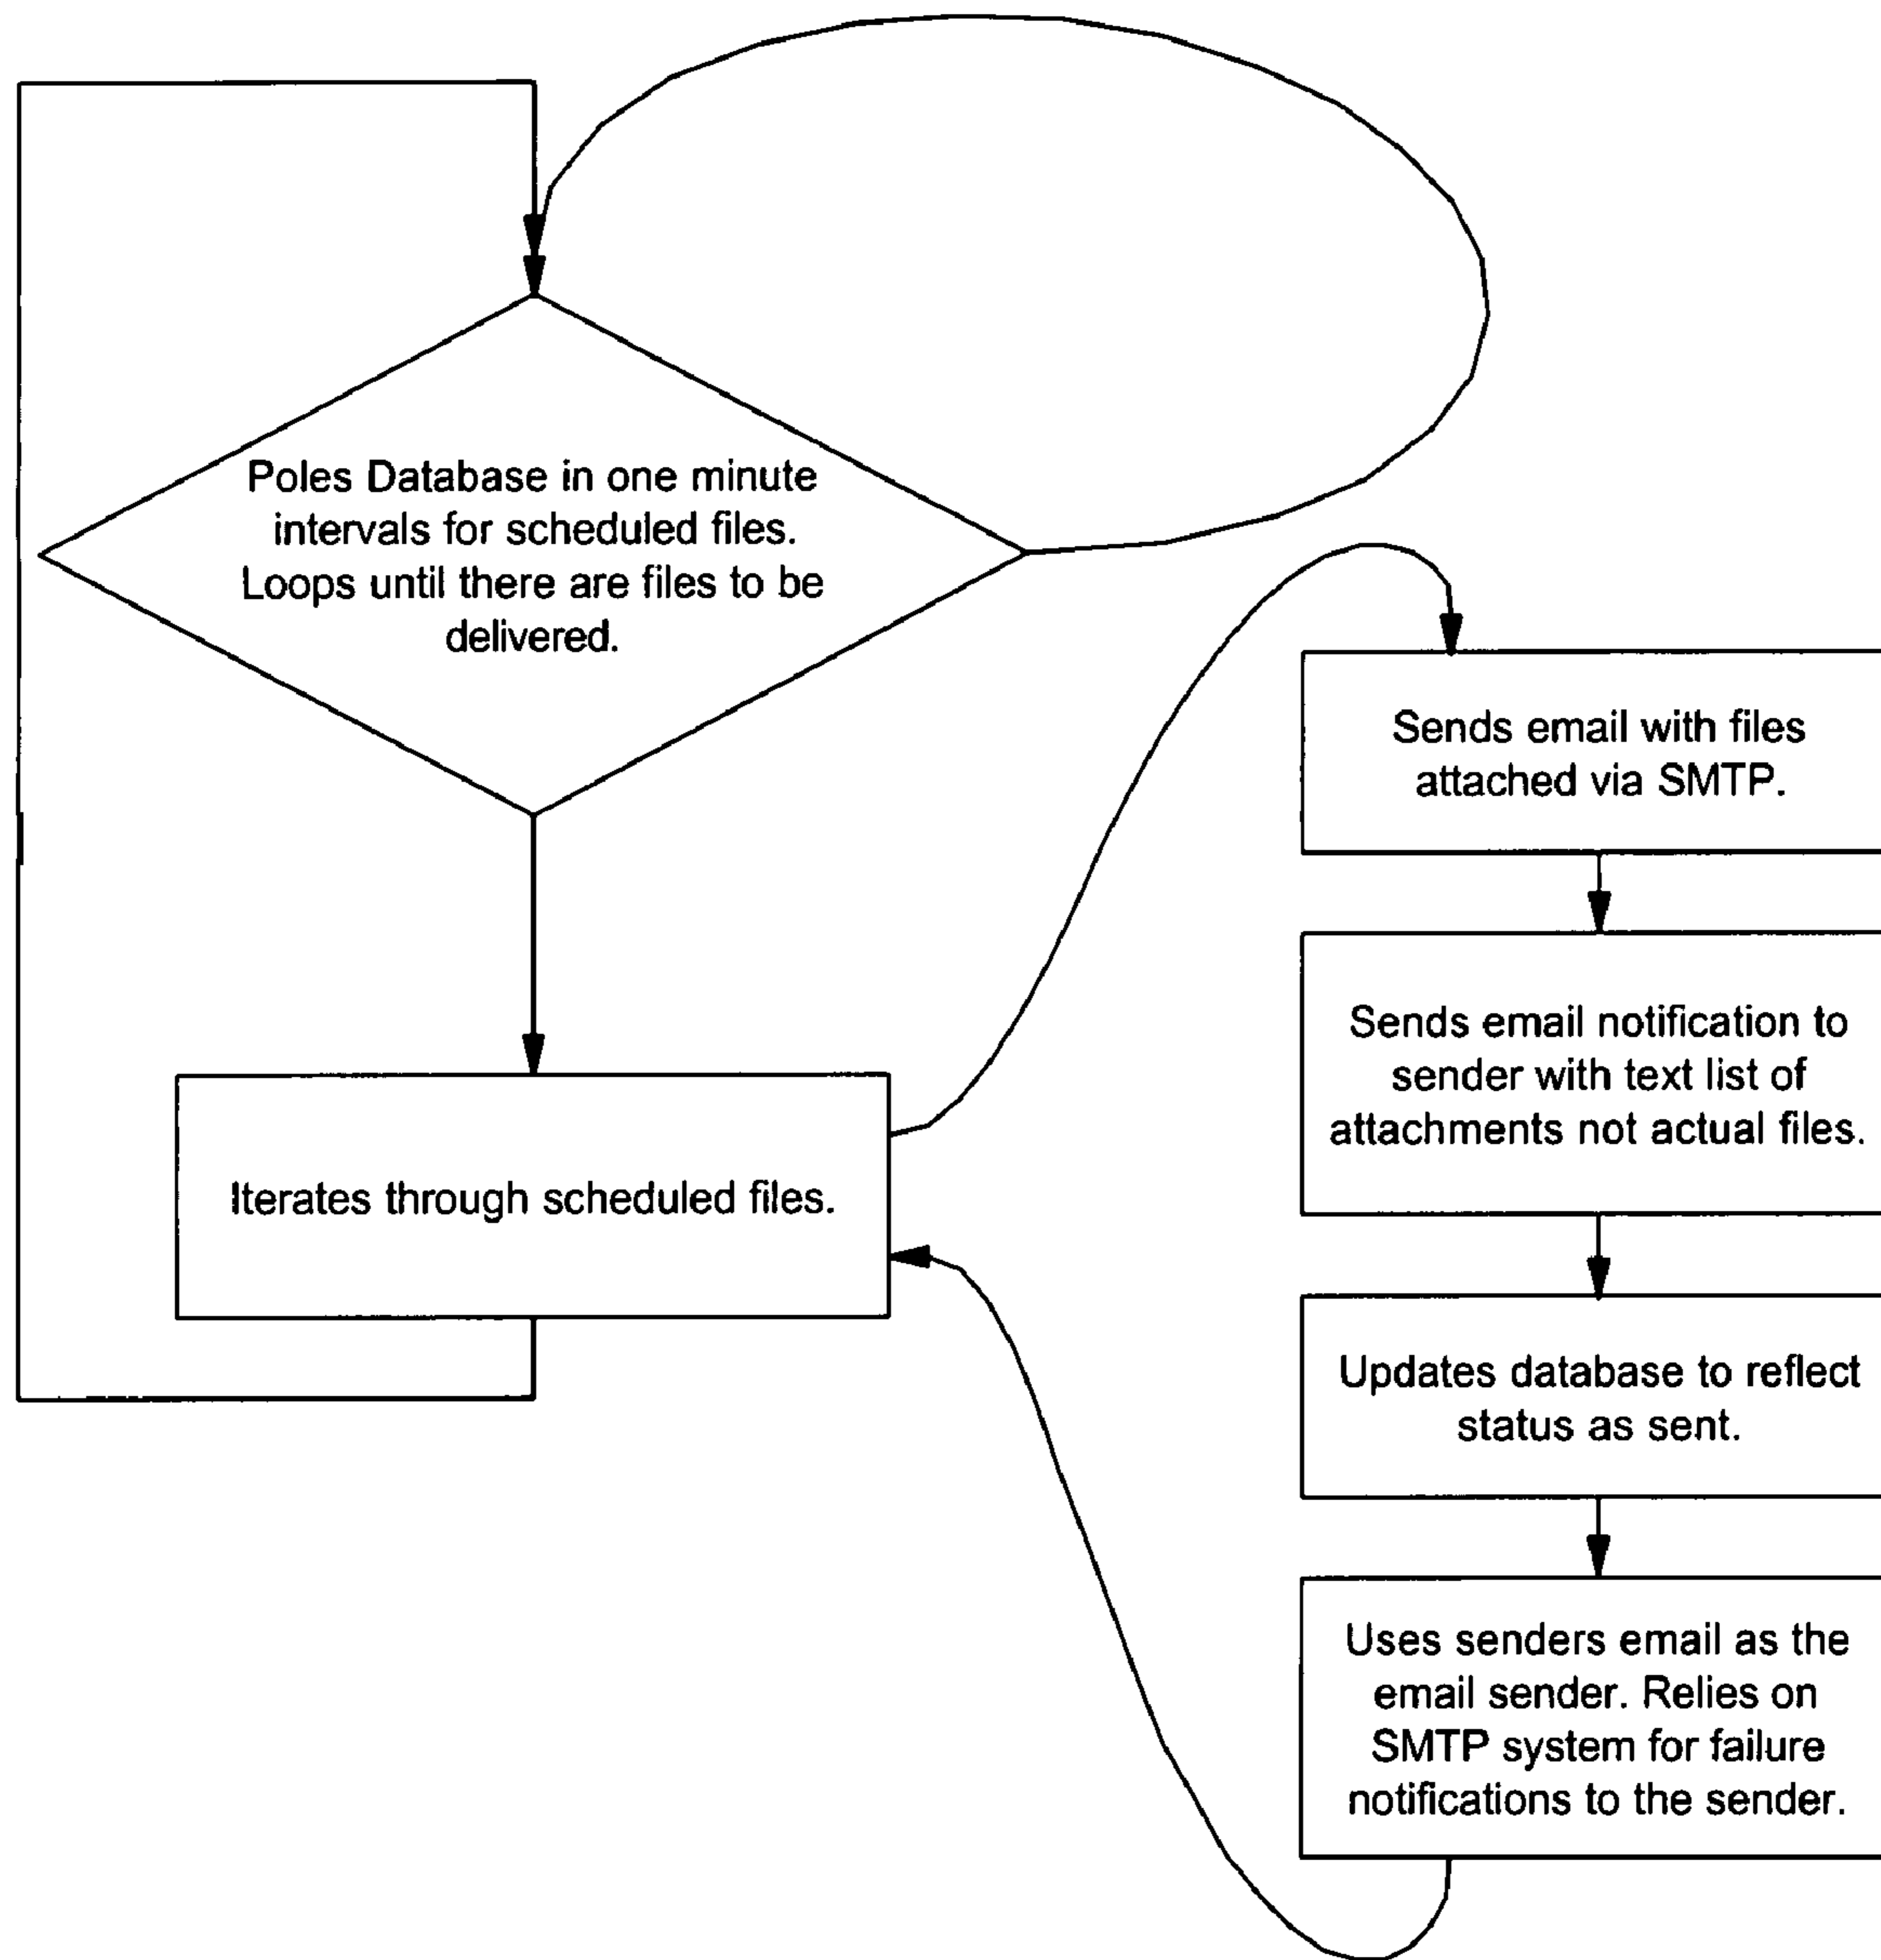 Poles Database in one minute
intervals for scheduled files.
Loops until there are files to be
delivered.
Iterates through scheduled files.
Sends email with files
attached via SMTP.
Sends email notification to
sender with text list of
attachments not actual files.
Updates database to reflect
status as sent.
Uses senders email as the
email sender. Relies on
SMTP system for failure
notifications to the sender.